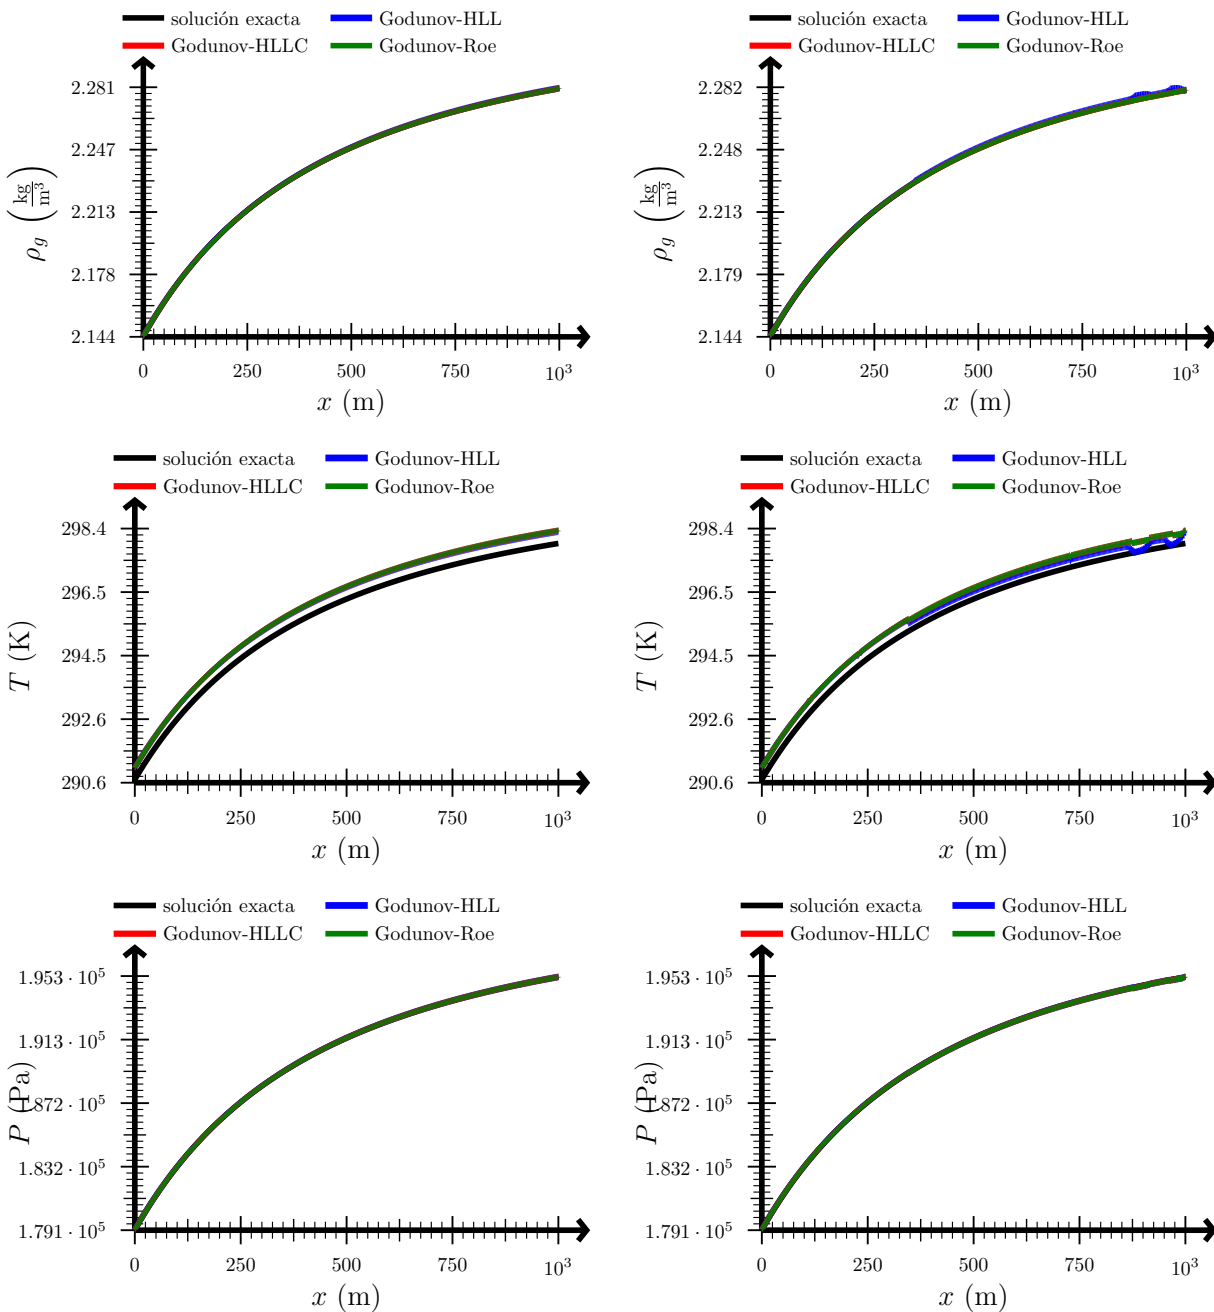 solución exacta Godunov-HLL
Godunov-HLLC Godunov-Roe
2.281
2.247
2.213
2.178
2.144
ρ_g (kg/m³)
0 250 500 750 10³
x (m)
solución exacta Godunov-HLL
Godunov-HLLC Godunov-Roe
2.282
2.248
2.213
2.179
2.144
ρ_g (kg/m³)
0 250 500 750 10³
x (m)
solución exacta Godunov-HLL
Godunov-HLLC Godunov-Roe
298.4
296.5
294.5
292.6
290.6
T (K)
0 250 500 750 10³
x (m)
solución exacta Godunov-HLL
Godunov-HLLC Godunov-Roe
298.4
296.5
294.5
292.6
290.6
T (K)
0 250 500 750 10³
x (m)
solución exacta Godunov-HLL
Godunov-HLLC Godunov-Roe
1.953 · 10⁵
1.913 · 10⁵
1.872 · 10⁵
1.832 · 10⁵
1.791 · 10⁵
P (Pa)
0 250 500 750 10³
x (m)
solución exacta Godunov-HLL
Godunov-HLLC Godunov-Roe
1.953 · 10⁵
1.913 · 10⁵
1.872 · 10⁵
1.832 · 10⁵
1.791 · 10⁵
P (Pa)
0 250 500 750 10³
x (m)